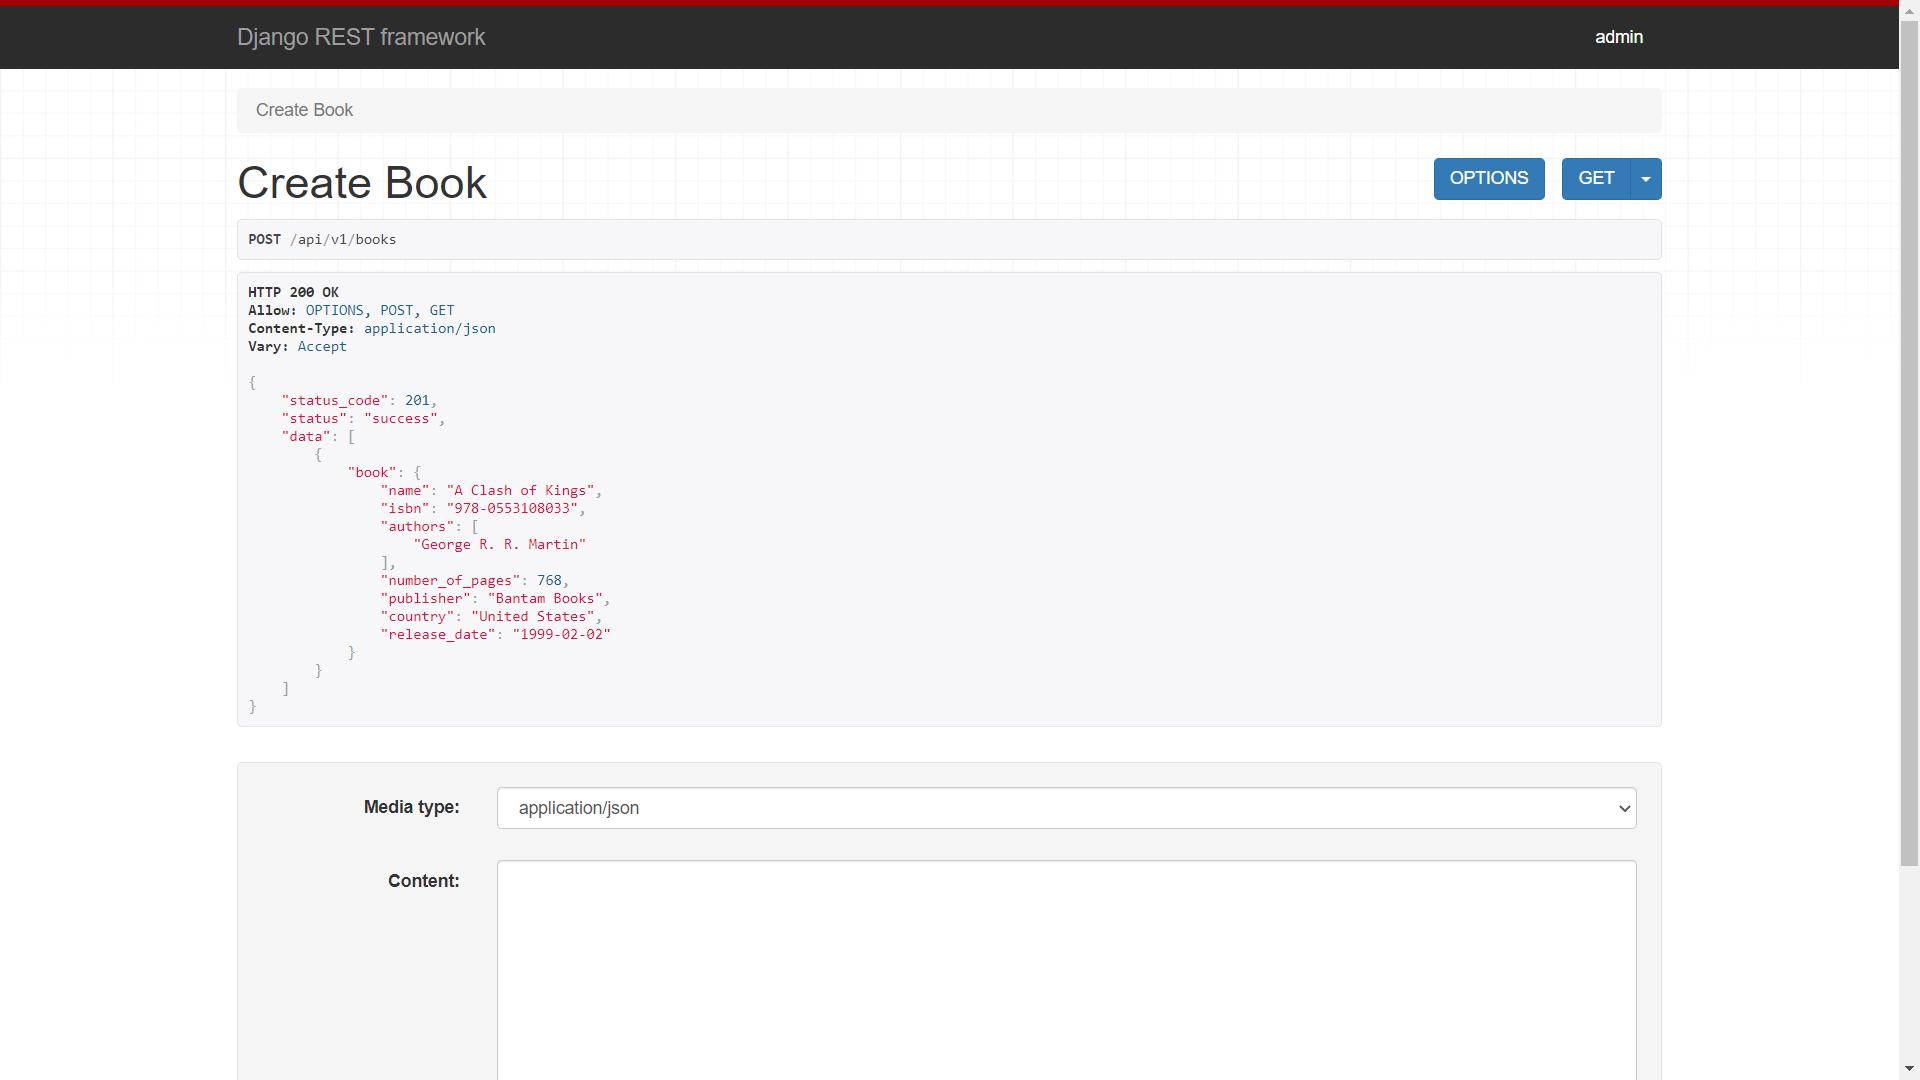 Django REST framework
admin
Create Book
Create Book
OPTIONS
GET
POST /api/v1/books
HTTP 200 OK
Allow: OPTIONS, POST, GET
Content-Type: application/json
Vary: Accept
{
    "status_code": 201,
    "status": "success",
    "data": [
        {
            "book": {
                "name": "A Clash of Kings",
                "isbn": "978-0553108033",
                "authors": [
                    "George R. R. Martin"
                ],
                "number_of_pages": 768,
                "publisher": "Bantam Books",
                "country": "United States",
                "release_date": "1999-02-02"
            }
        }
    ]
}
Media type:
application/json
Content: